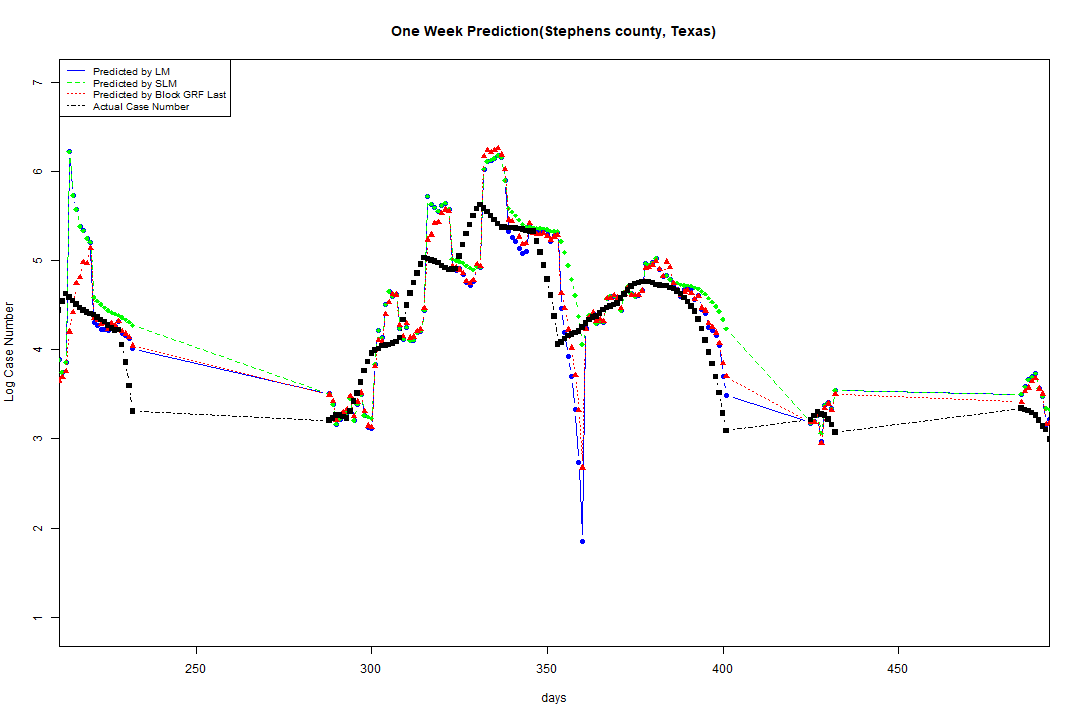 One Week Prediction(Stephens county, Texas)
Predicted by LM
Predicted by SLM
Predicted by Block GRF Last
Actual Case Number
7
6
5
4
3
2
1
Log Case Number
250 300 350 400 450
days